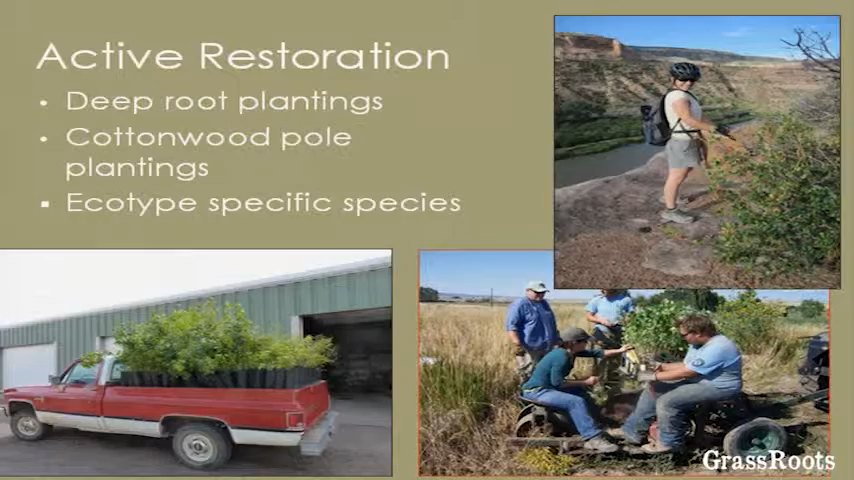 Active Restoration
• Deep root plantings
• Cottonwood pole
plantings
▪ Ecotype specific species
GrassRoots